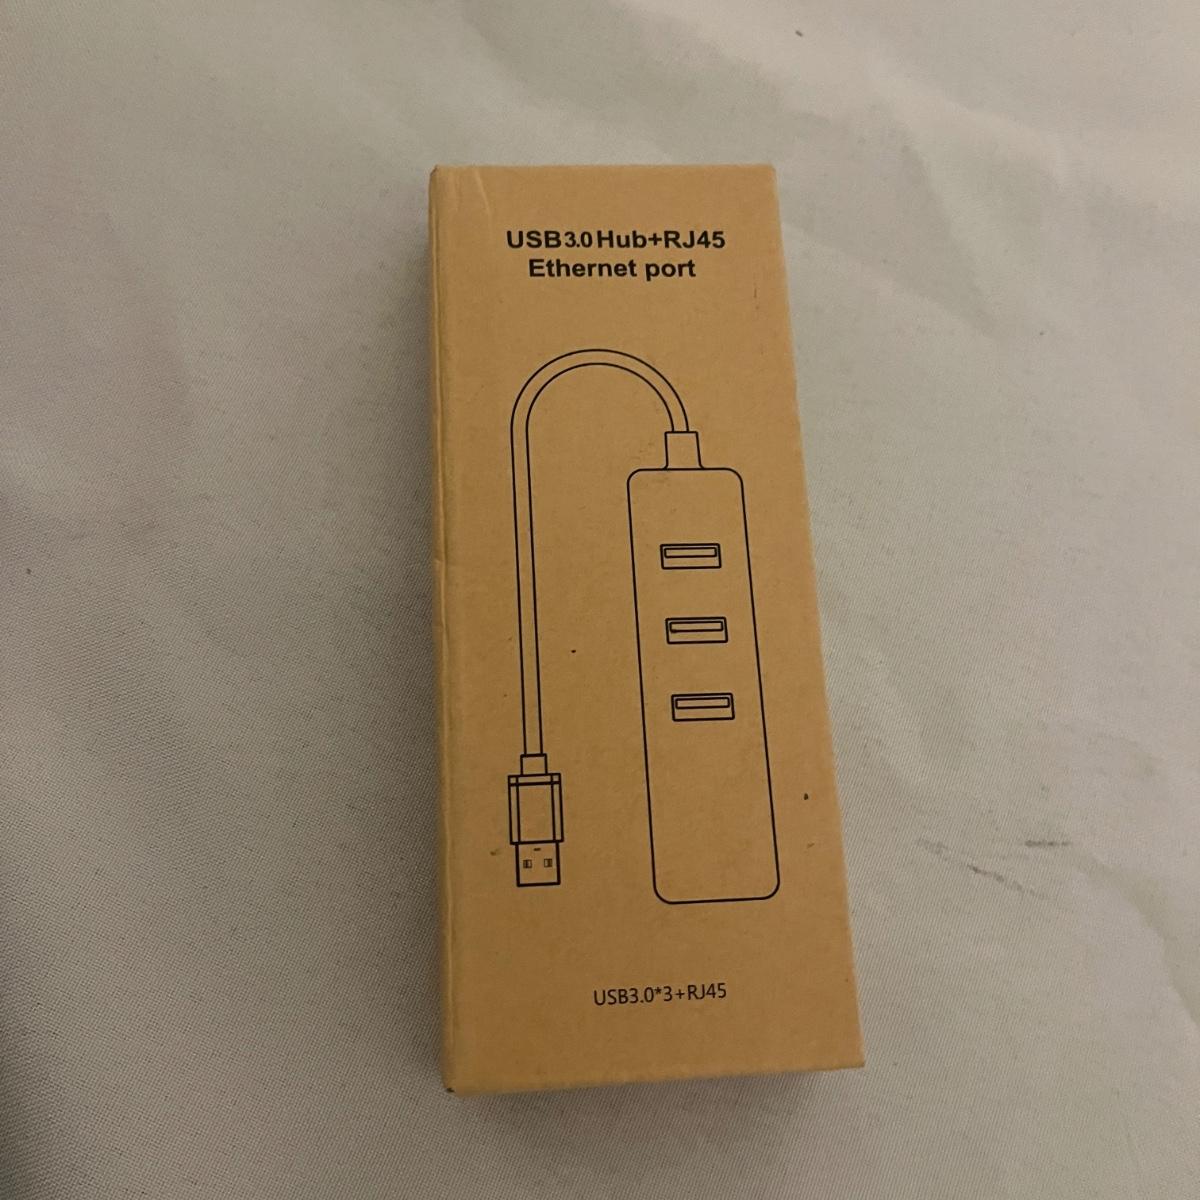 USB3.0 Hub+RJ45
Ethernet port
USB3.0*3+RJ45